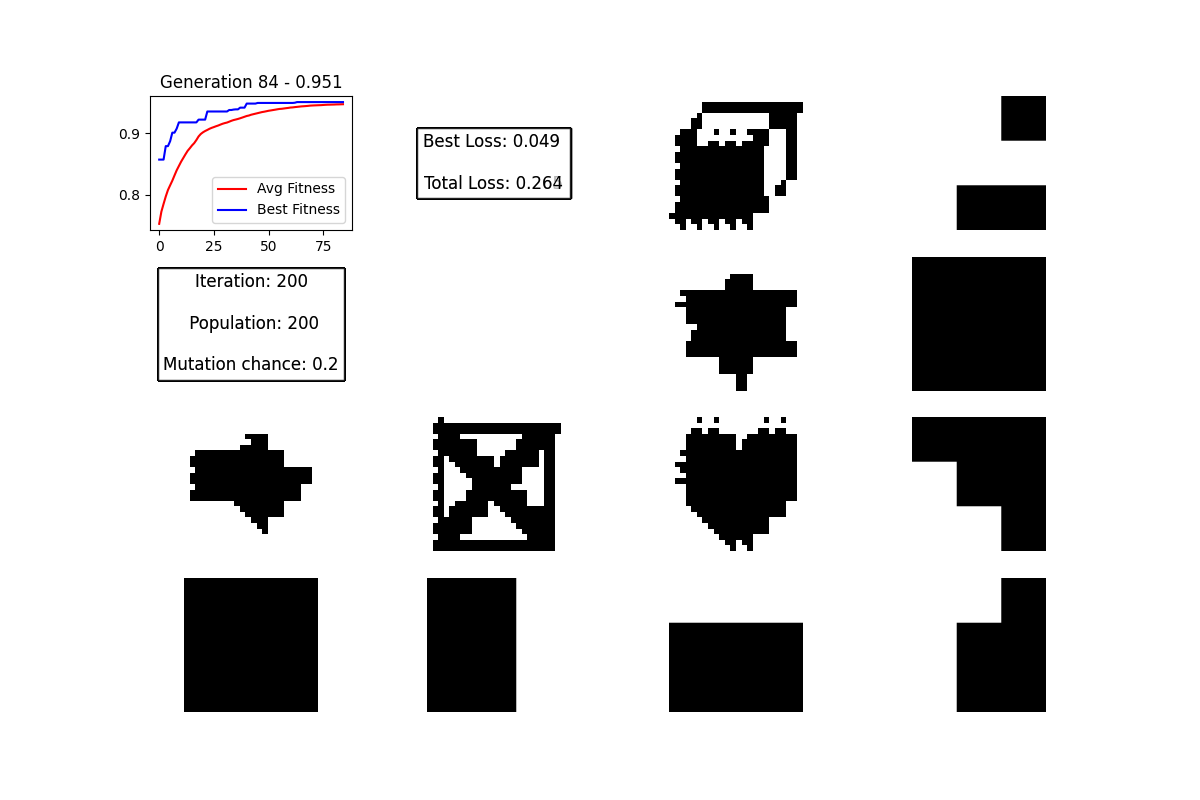 Generation 84 - 0.951
0.9
0.8
Avg Fitness
Best Fitness
0 25 50 75
Best Loss: 0.049
Total Loss: 0.264
Iteration: 200
Population: 200
Mutation chance: 0.2